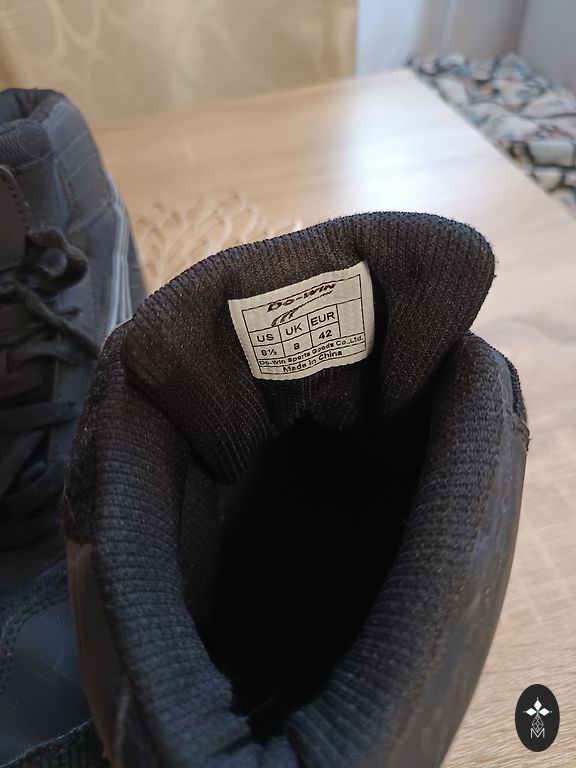 Do-WIN
US UK EUR
8½ 8 42
Do-Win Sports Goods Co.,Ltd.
Made in China